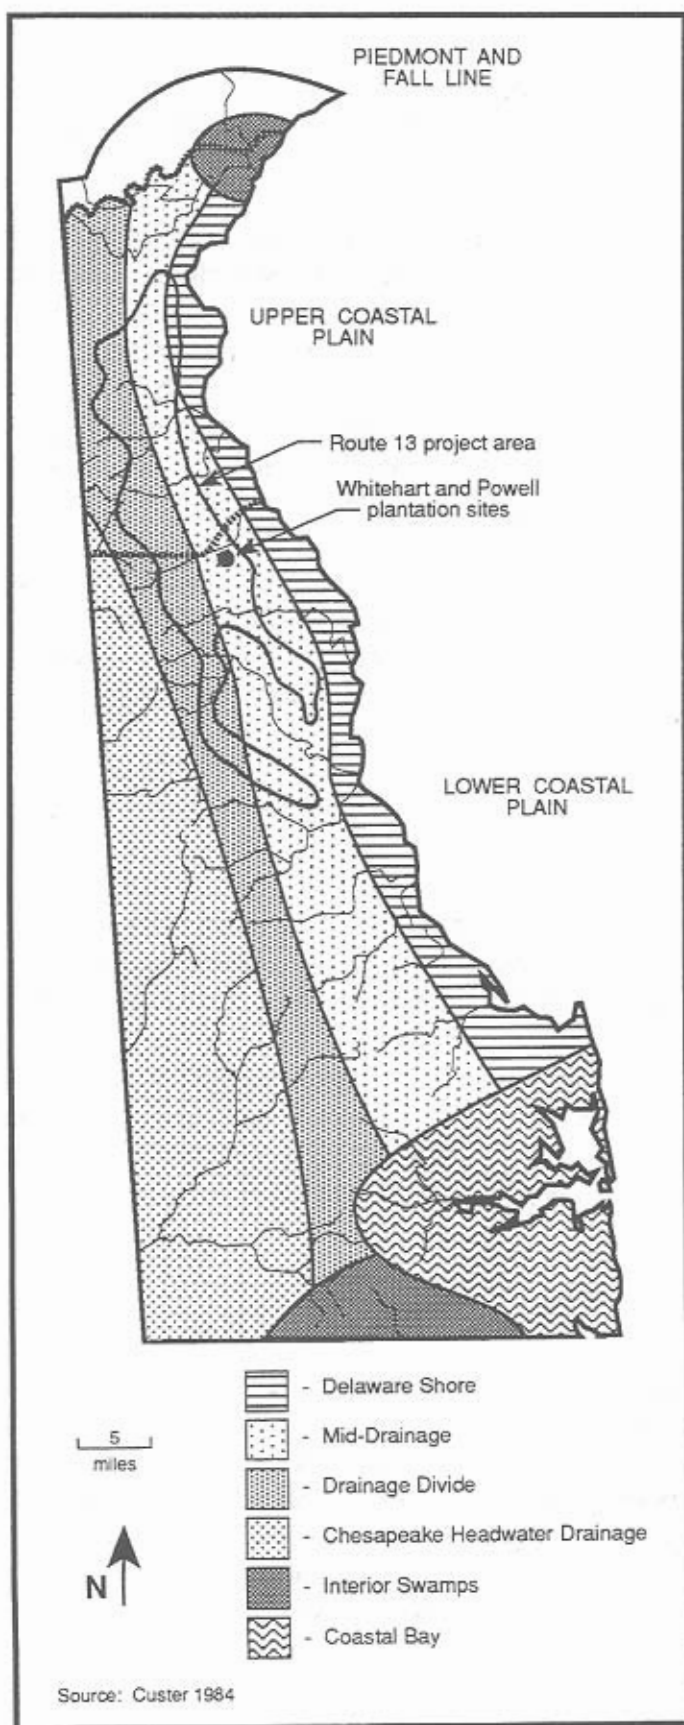 PIEDMONT AND
FALL LINE
UPPER COASTAL
PLAIN
Route 13 project area
Whitehart and Powell
plantation sites
LOWER COASTAL
PLAIN
- Delaware Shore
- Mid-Drainage
- Drainage Divide
- Chesapeake Headwater Drainage
- Interior Swamps
- Coastal Bay
5
miles
N
Source: Custer 1984